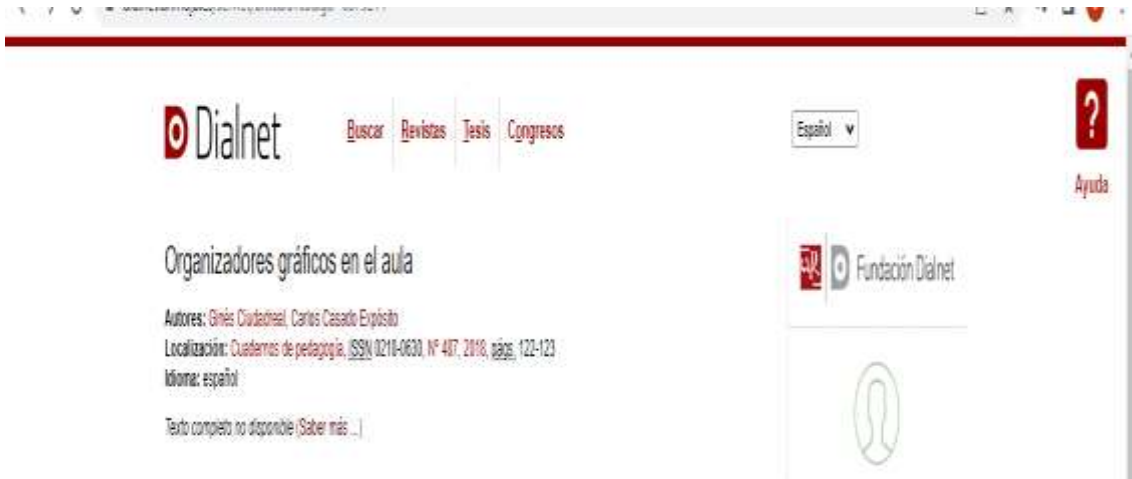 Dialnet
Buscar Revistas Tesis Congresos
Español
?
Ayuda
Organizadores gráficos en el aula
Fundación Dialnet
Autores: Ginés Ciudadreal, Carlos Casado Expósito
Localización: Cuadernos de pedagogía, ISSN 0210-0630, Nº 487, 2018, págs. 122-123
Idioma: español
Texto completo no disponible (Saber más ...)